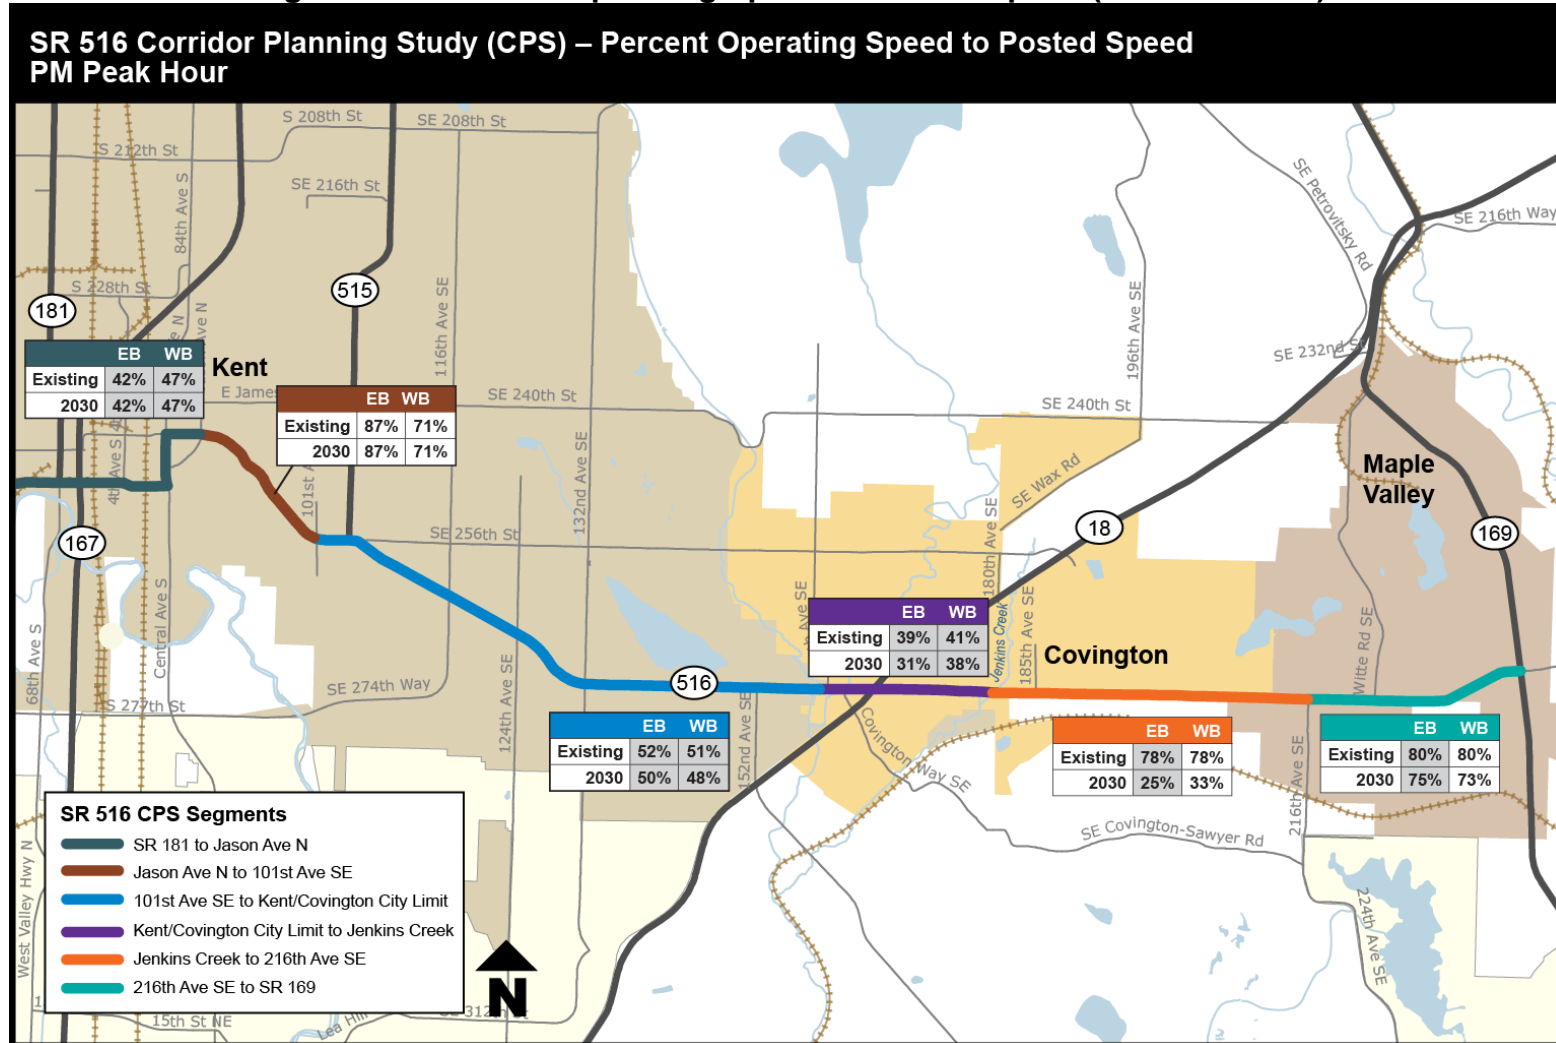 SR 516 Corridor Planning Study (CPS) – Percent Operating Speed to Posted Speed
PM Peak Hour
S 208th St
SE 208th St
S 212th St
SE 216th St
84th Ave S
SE Petrovitsky Rd
SE 216th Way
196th Ave SE
116th Ave SE
S 228th St
181
515
SE 232nd St
Kent
EB WB
Existing 42% 47%
2030 42% 47%
E James
EB WB
Existing 87% 71%
2030 87% 71%
SE 240th St
SE 240th St
132nd Ave SE
4th Ave S
101st
SE Wax Rd
Maple
Valley
180th Ave SE
SE 256th St
167
18
169
68th Ave S
Central Ave S
EB WB
Existing 39% 41%
2030 31% 38%
Ave SE
Jenkins Creek
185th Ave SE
Covington
Witte Rd SE
SE 274th Way
516
S 277th St
124th Ave SE
152nd Ave SE
Covington Way SE
EB WB
Existing 52% 51%
2030 50% 48%
EB WB
Existing 78% 78%
2030 25% 33%
EB WB
Existing 80% 80%
2030 75% 73%
216th Ave SE
SE Covington-Sawyer Rd
224th Ave SE
West Valley Hwy N
SR 516 CPS Segments
SR 181 to Jason Ave N
Jason Ave N to 101st Ave SE
101st Ave SE to Kent/Covington City Limit
Kent/Covington City Limit to Jenkins Creek
Jenkins Creek to 216th Ave SE
216th Ave SE to SR 169
N
15th St NE
Lea Hill
SE 312th St